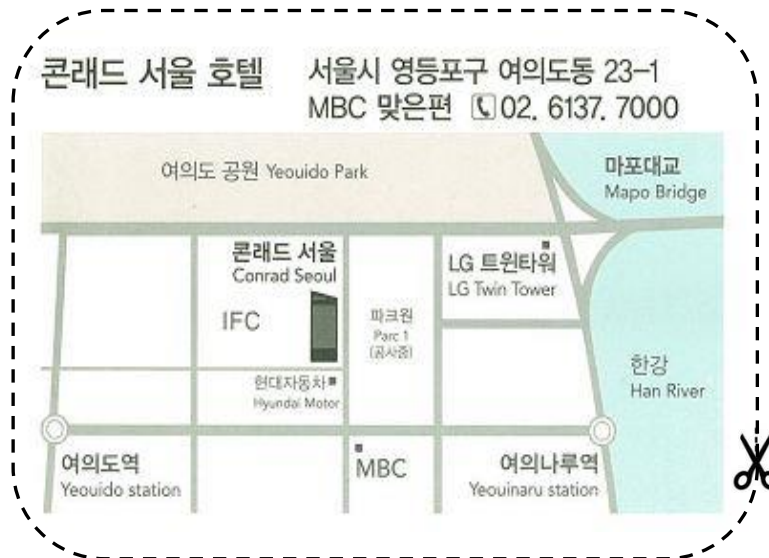 콘래드 서울 호텔
서울시 영등포구 여의도동 23-1
MBC 맞은편 02. 6137. 7000
여의도 공원 Yeouido Park
마포대교
Mapo Bridge
콘래드 서울
Conrad Seoul
LG 트윈타워
LG Twin Tower
IFC
파크원
Parc 1
(공사중)
한강
Han River
현대자동차
Hyundai Motor
여의도역
Yeouido station
MBC
여의나루역
Yeouinaru station